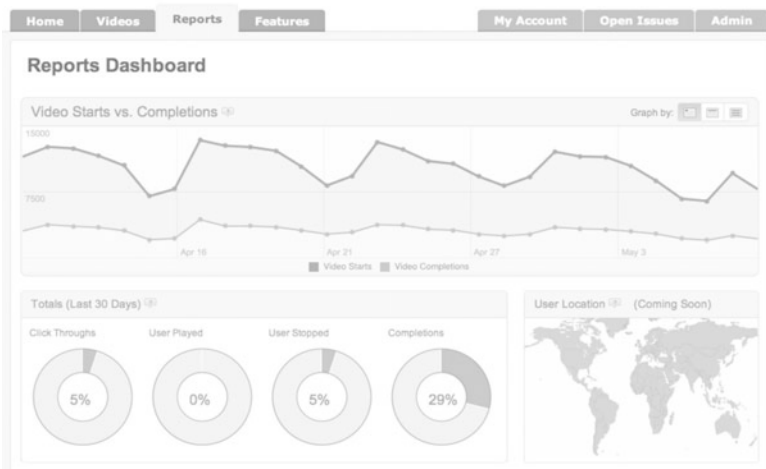 Home Videos Reports Features My Account Open Issues Admin
Reports Dashboard
Video Starts vs. Completions Graph by:
15000
7500
Apr 16 Apr 21 Apr 27 May 3
Video Starts Video Completions
Totals (Last 30 Days) User Location (Coming Soon)
Click Throughs User Played User Stopped Completions
5% 0% 5% 29%